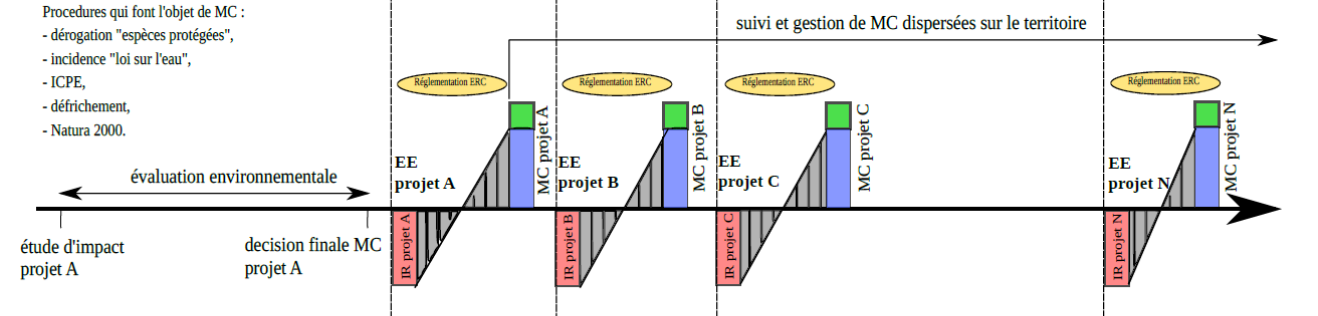 Procedures qui font l'objet de MC :
- dérogation "espèces protégées",
- incidence "loi sur l'eau",
- ICPE,
- défrichement,
- Natura 2000.
suivi et gestion de MC dispersées sur le territoire
évaluation environnementale
étude d'impact
projet A
decision finale MC
projet A
Réglementation ERC
EE
projet A
MC projet A
IR projet A
Réglementation ERC
EE
projet B
MC projet B
IR projet B
Réglementation ERC
EE
projet C
MC projet C
IR projet C
Réglementation ERC
EE
projet N
MC projet N
IR projet N